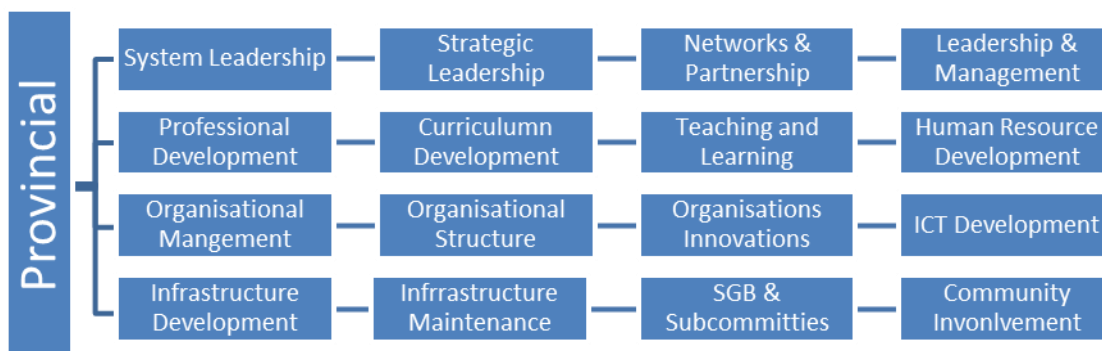 Provincial
System Leadership
Strategic
Leadership
Networks &
Partnership
Leadership &
Management
Professional
Development
Curriculumn
Development
Teaching and
Learning
Human Resource
Development
Organisational
Mangement
Organisational
Structure
Organisations
Innovations
ICT Development
Infrastructure
Development
Infrrastructure
Maintenance
SGB &
Subcommitties
Community
Invonlvement